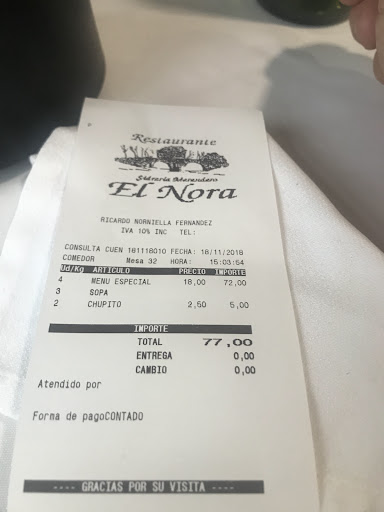 Restaurante
Sidrería Merendero
El Nora
RICARDO NORNIELLA FERNANDEZ
IVA 10% INC TEL:
CONSULTA CUEN 181118010 FECHA: 18/11/2018
COMEDOR Mesa 32 HORA: 15:03:54
Ud/Kg ARTICULO PRECIO IMPORTE
4 MENU ESPECIAL 18,00 72,00
3 SOPA
2 CHUPITO 2,50 5,00
IMPORTE
TOTAL 77,00
ENTREGA 0,00
CAMBIO 0,00
Atendido por
Forma de pagoCONTADO
---- GRACIAS POR SU VISITA ----